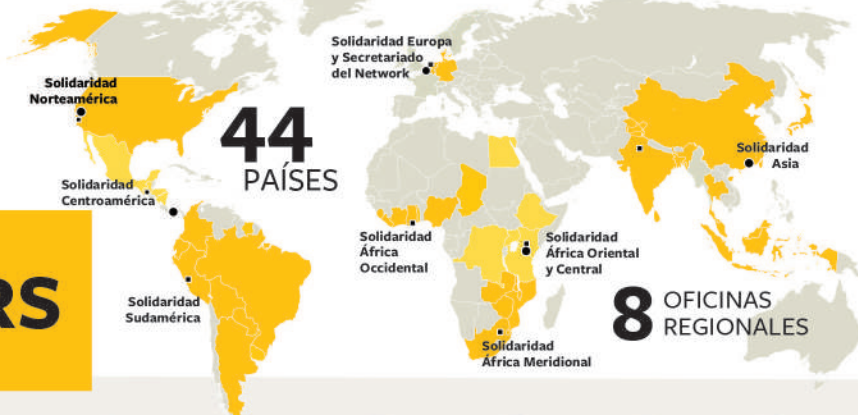 Solidaridad Europa
y Secretariado
del Network
Solidaridad
Norteamérica
44
PAÍSES
Solidaridad
Asia
Solidaridad
Centroamérica
Solidaridad
África
Occidental
Solidaridad
África Oriental
y Central
RS
Solidaridad
Sudamérica
8 OFICINAS
REGIONALES
Solidaridad
África Meridional